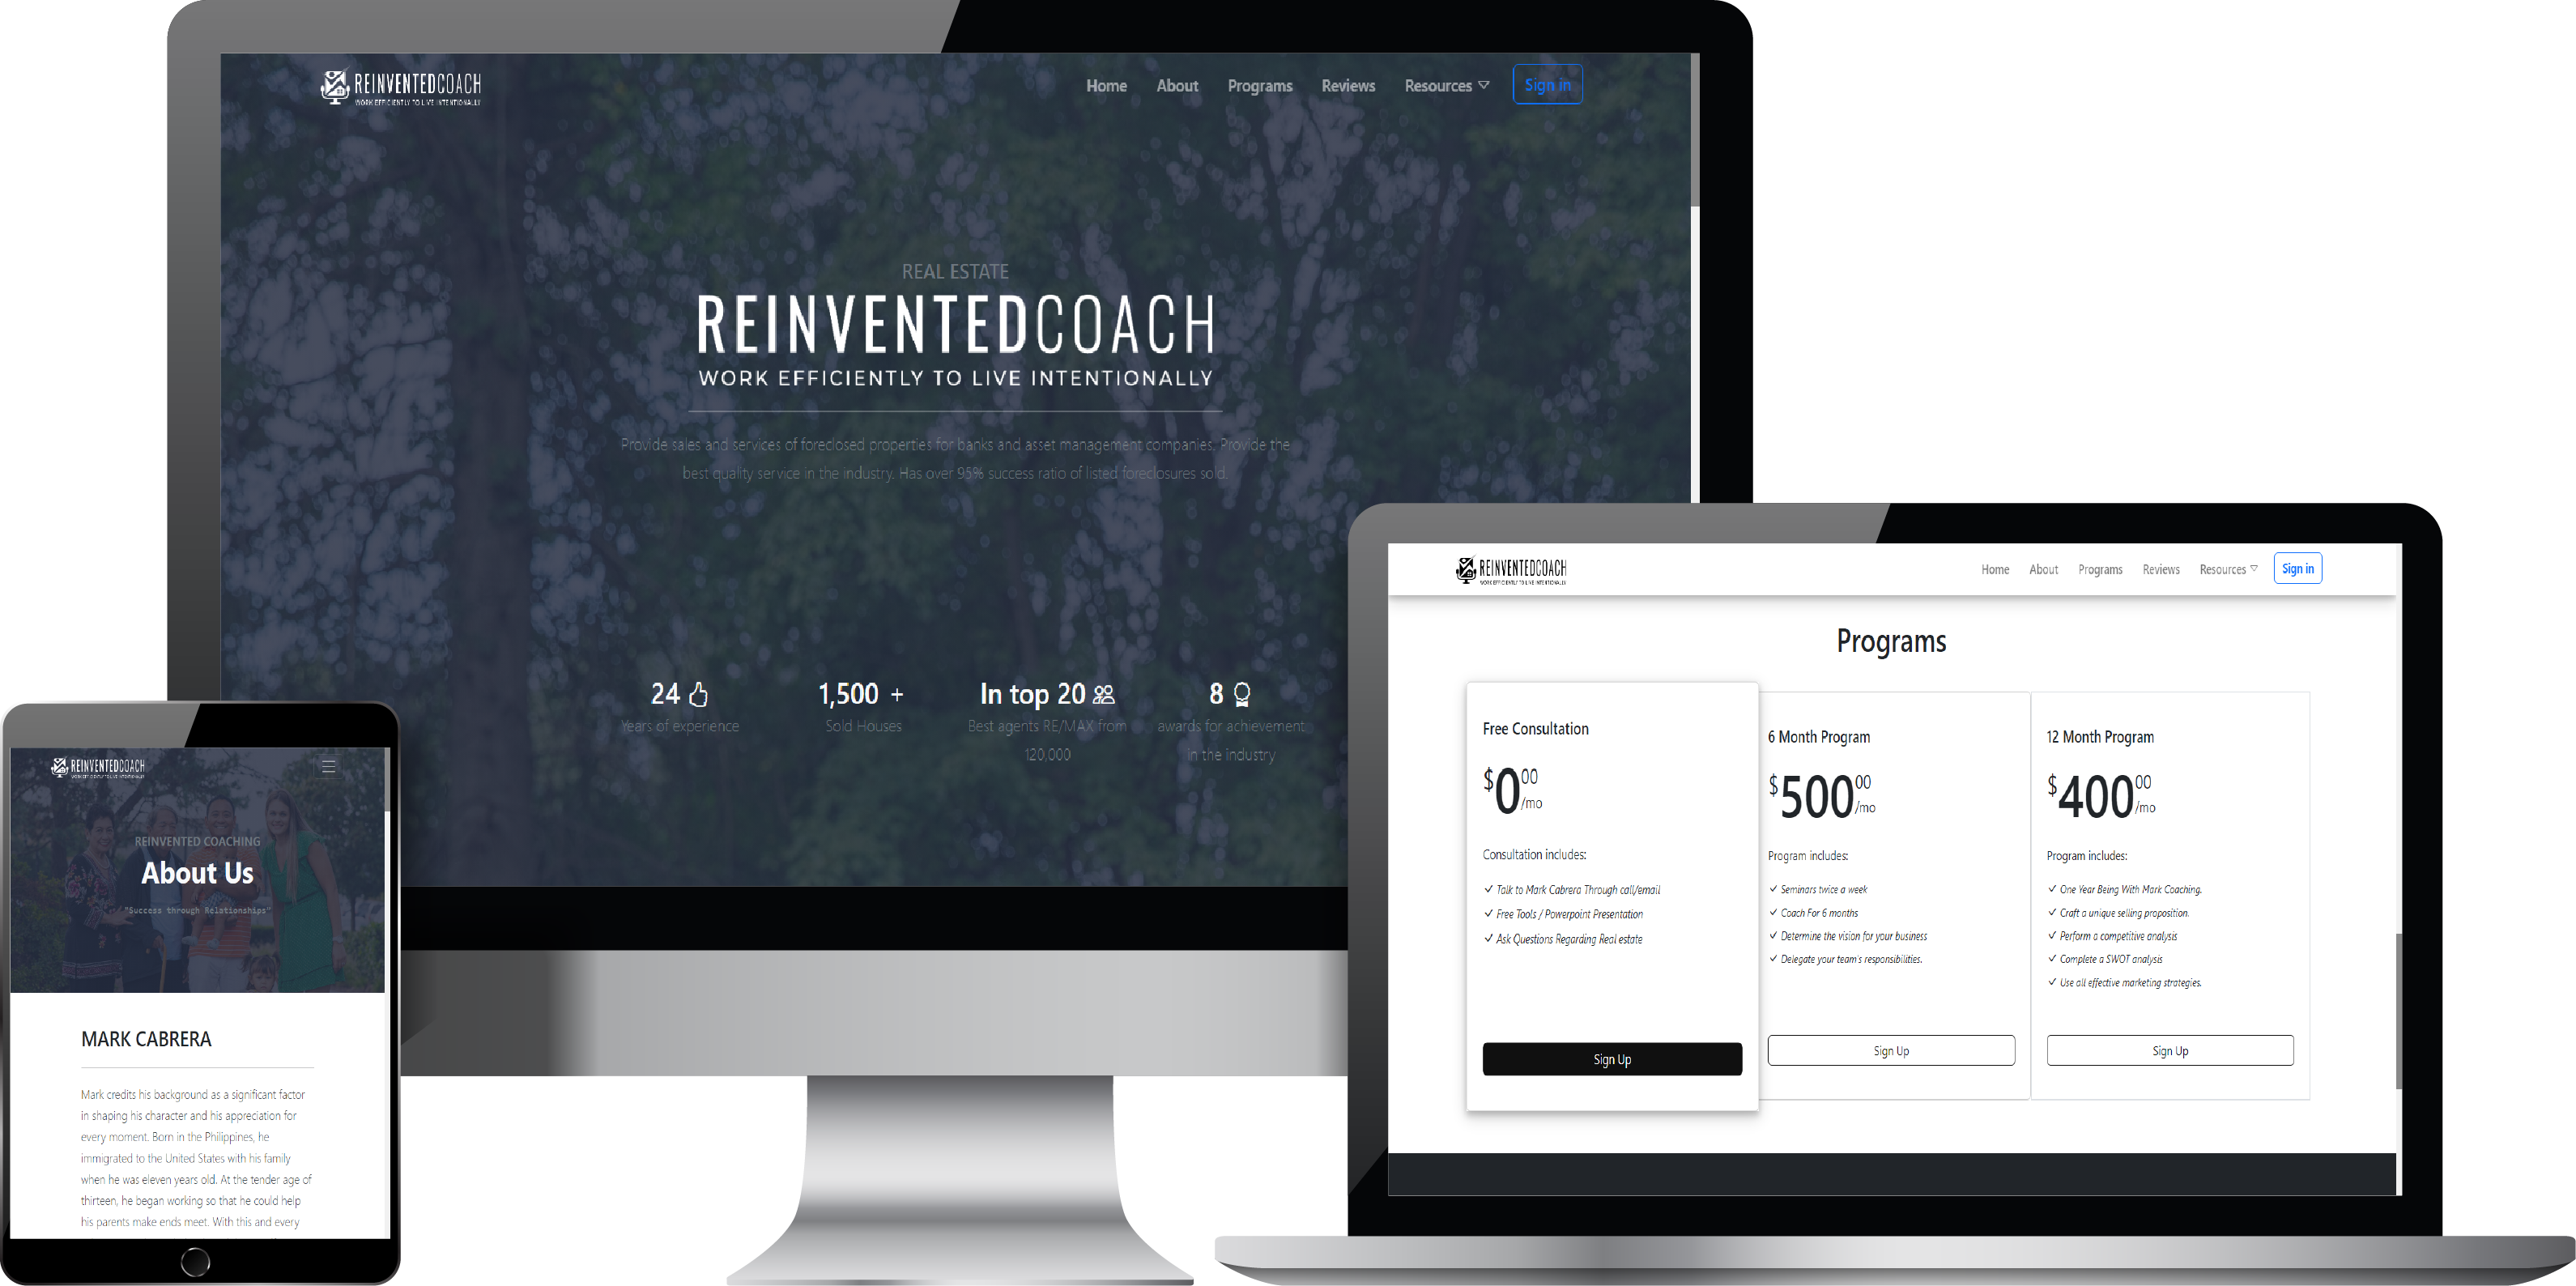 REINVENTEDCOACH
WORK EFFICIENTLY TO LIVE INTENTIONALLY
Home About Programs Reviews Resources Sign in
REAL ESTATE
REINVENTEDCOACH
WORK EFFICIENTLY TO LIVE INTENTIONALLY
Provide sales and services of foreclosed properties for banks and asset management companies. Provide the
best quality service in the industry. Has over 95% success ratio of listed foreclosures sold.
24
Years of experience
1,500 +
Sold Houses
In top 20
Best agents RE/MAX from
120,000
8
awards for achievement
in the industry
REINVENTEDCOACH
WORK EFFICIENTLY TO LIVE INTENTIONALLY
REINVENTED COACHING
About Us
"Success through Relationships"
MARK CABRERA
Mark credits his background as a significant factor
in shaping his character and his appreciation for
every moment. Born in the Philippines, he
immigrated to the United States with his family
when he was eleven years old. At the tender age of
thirteen, he began working so that he could help
his parents make ends meet. With this and every
REINVENTEDCOACH
WORK EFFICIENTLY TO LIVE INTENTIONALLY
Home About Programs Reviews Resources Sign in
Programs
Free Consultation
$0 00 /mo
Consultation includes:
✓ Talk to Mark Cabrera Through call/email
✓ Free Tools / Powerpoint Presentation
✓ Ask Questions Regarding Real estate
Sign Up
6 Month Program
$500 00 /mo
Program includes:
✓ Seminars twice a week
✓ Coach For 6 months
✓ Determine the vision for your business
✓ Delegate your team's responsibilities.
Sign Up
12 Month Program
$400 00 /mo
Program includes:
✓ One Year Being With Mark Coaching.
✓ Craft a unique selling proposition.
✓ Perform a competitive analysis
✓ Complete a SWOT analysis
✓ Use all effective marketing strategies.
Sign Up